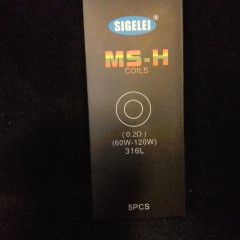 SIGELEI
MS-H
COILS
(0.2Ω)
(60W-120W)
316L
5PCS